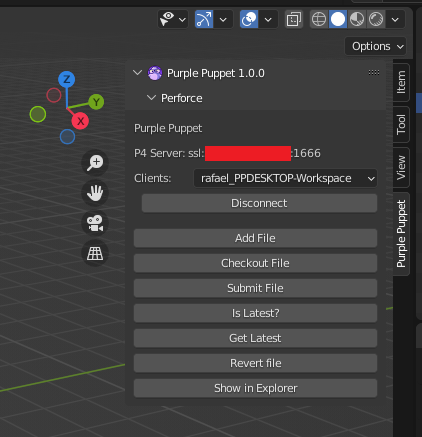 Options
Purple Puppet 1.0.0
Perforce
Purple Puppet
P4 Server: ssl: :1666
Clients: rafael_PPDESKTOP-Workspace
Disconnect
Add File
Checkout File
Submit File
Is Latest?
Get Latest
Revert file
Show in Explorer
Item
Tool
View
Purple Puppet
Z
Y
X